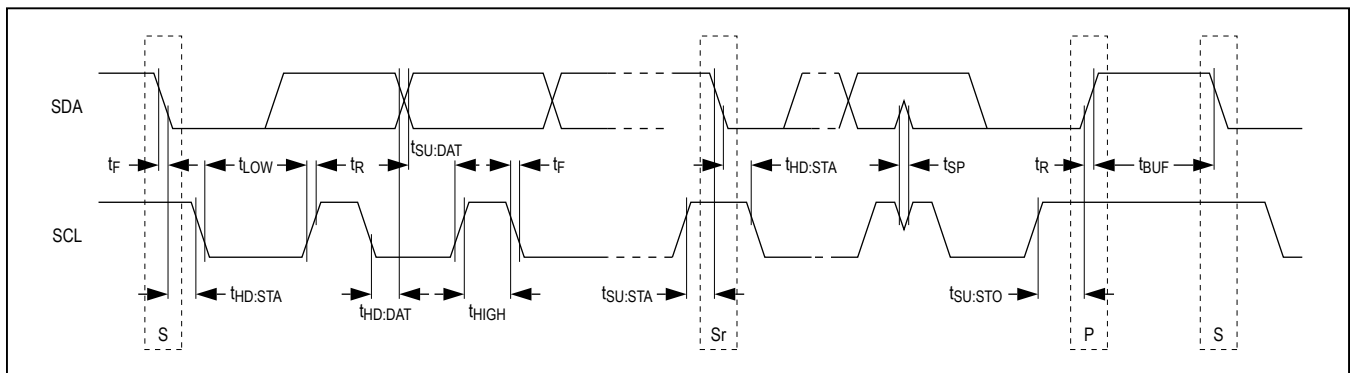 SDA
tF
tLOW
tR
tSU:DAT
tF
tHD:STA
tSP
tR
tBUF
SCL
tHD:STA
tHD:DAT
tHIGH
tSU:STA
tSU:STO
S
Sr
P
S